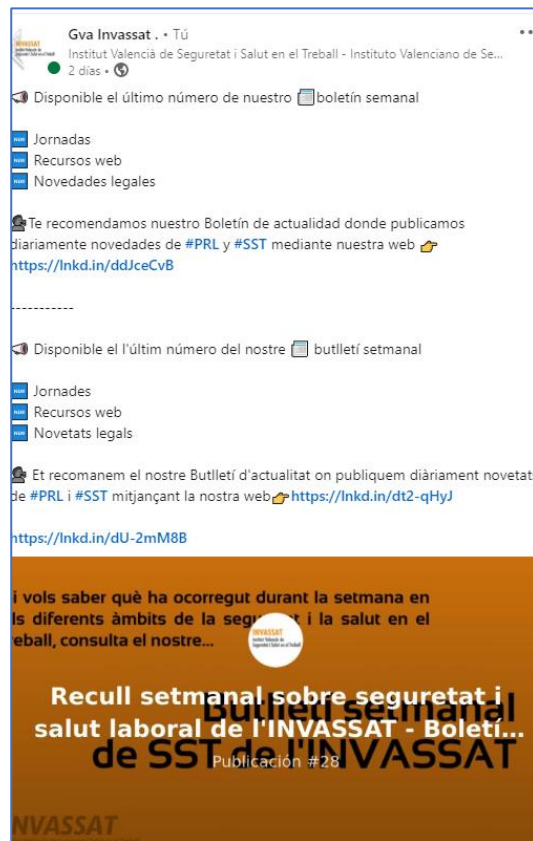 Gva Invassat . • Tú
Institut Valencià de Seguretat i Salut en el Treball - Instituto Valenciano de Se...
2 días •
Disponible el último número de nuestro boletín semanal
Jornadas
Recursos web
Novedades legales
Te recomendamos nuestro Boletín de actualidad donde publicamos
diariamente novedades de #PRL y #SST mediante nuestra web
https://lnkd.in/ddJceCvB
-----------
Disponible el l'últim número del nostre butlletí setmanal
Jornades
Recursos web
Novetats legals
Et recomanem el nostre Butlletí d'actualitat on publiquem diàriament novetats
de #PRL i #SST mitjançant la nostra web https://lnkd.in/dt2-qHyJ
https://lnkd.in/dU-2mM8B
i vols saber què ha ocorregut durant la setmana en
ls diferents àmbits de la seguretat i la salut en el
reball, consulta el nostre...
INVASSAT
Recull setmanal sobre seguretat i
salut laboral de l'INVASSAT - Boletí...
Butlletí setmanal
de SST de l'INVASSAT
Publicación #28
NVASSAT